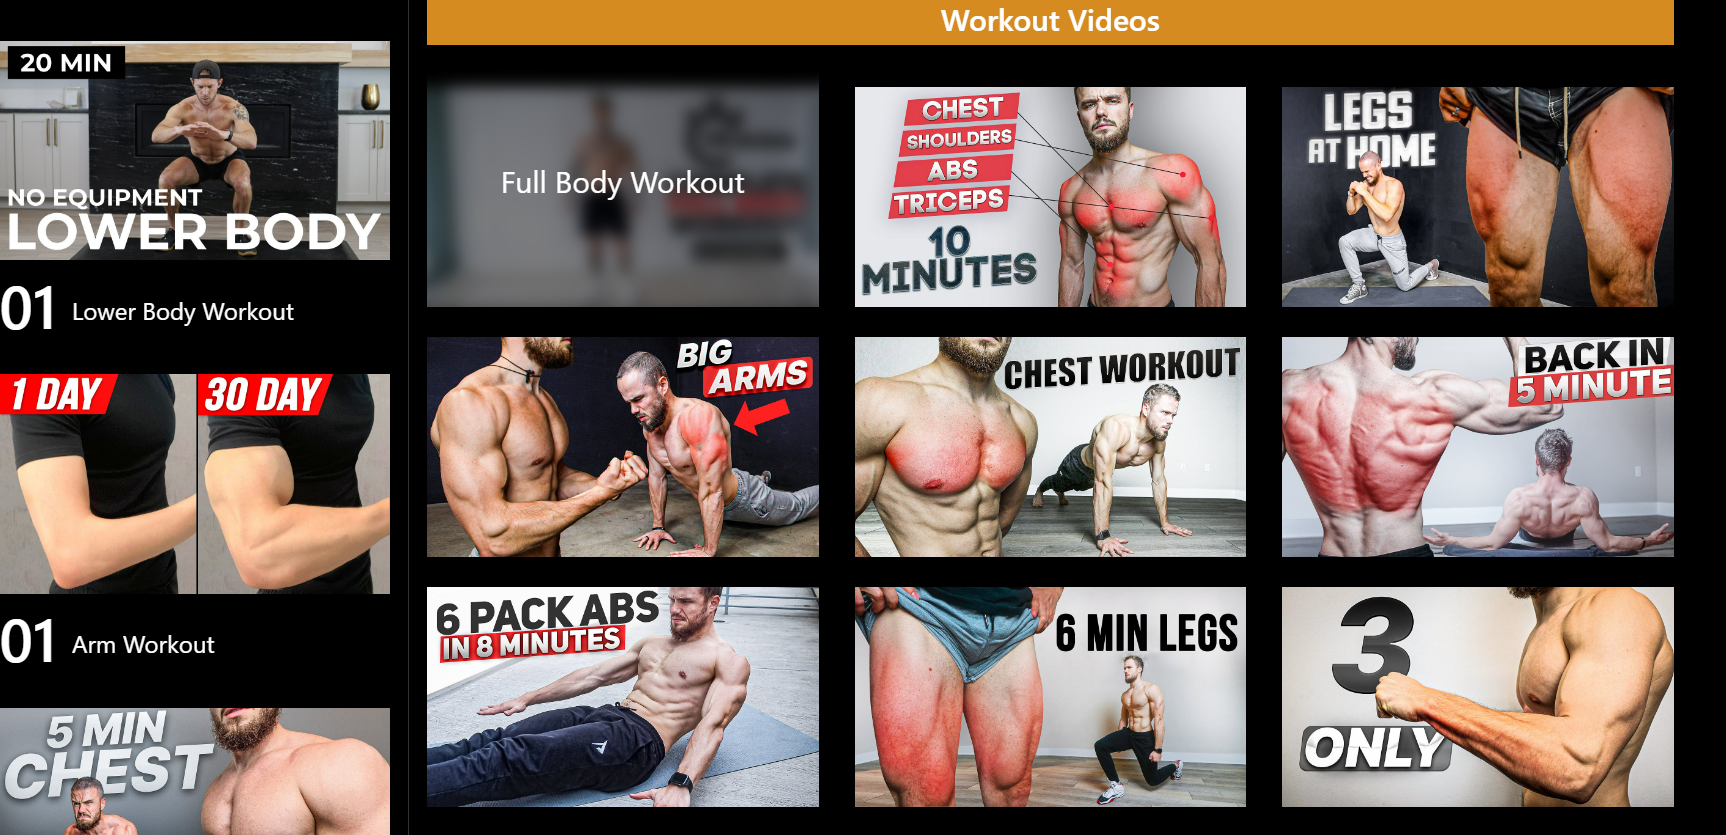 20 MIN
NO EQUIPMENT
LOWER BODY
01 Lower Body Workout
1 DAY
30 DAY
01 Arm Workout
5 MIN
CHEST
Workout Videos
Full Body Workout
CHEST
SHOULDERS
ABS
TRICEPS
10
MINUTES
LEGS
AT HOME
BIG
ARMS
CHEST WORKOUT
BACK IN
5 MINUTE
6 PACK ABS
IN 8 MINUTES
6 MIN LEGS
3
ONLY